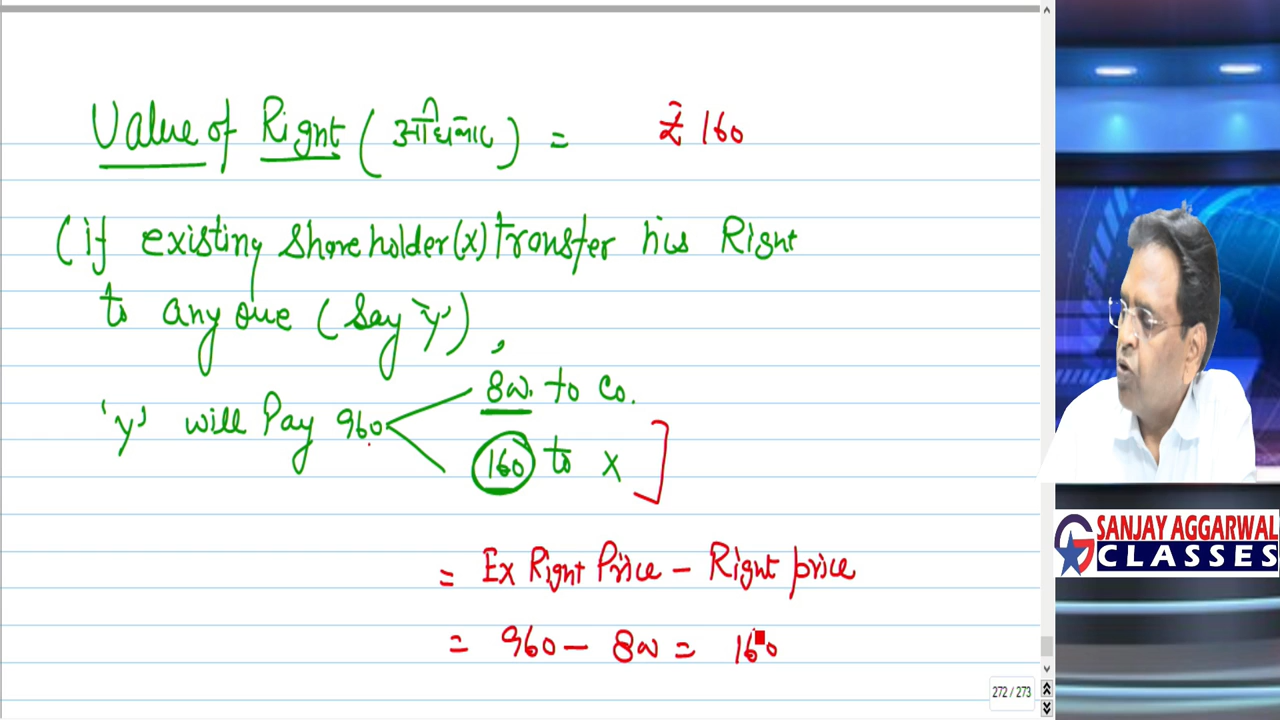 Value of Right (अधिकार) = ₹ 160
(if existing Shareholder(x) transfer his Right
to any one (Say 'y'),
'y' will Pay 960
800 to Co.
160 to X
= Ex Right Price - Right price
= 960 - 800 = 160
SANJAY AGGARWAL
CLASSES
272 / 273